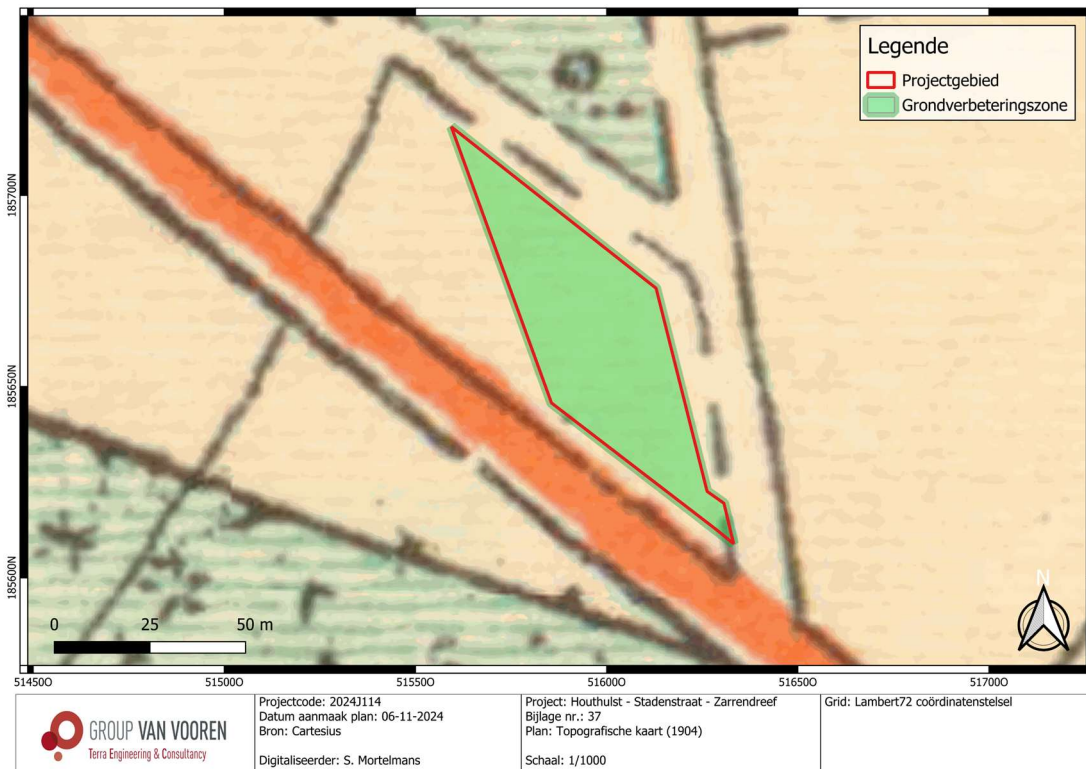 Legende
Projectgebied
Grondverbeteringszone
185700N
185650N
185600N
0 25 50 m
N
514500 515000 515500 516000 516500 517000
GROUP VAN VOOREN
Terra Engineering & Consultancy
Projectcode: 2024J114
Datum aanmaak plan: 06-11-2024
Bron: Cartesius
Digitaliseerder: S. Mortelmans
Project: Houthulst - Stadenstraat - Zarrendreef
Bijlage nr.: 37
Plan: Topografische kaart (1904)
Schaal: 1/1000
Grid: Lambert72 coördinatenstelsel